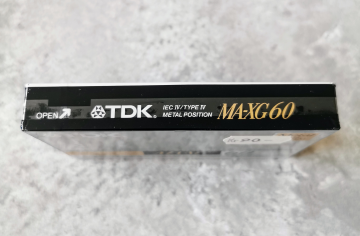 OPEN
TDK
IEC IV/TYPE IV
METAL POSITION
MA-XG60